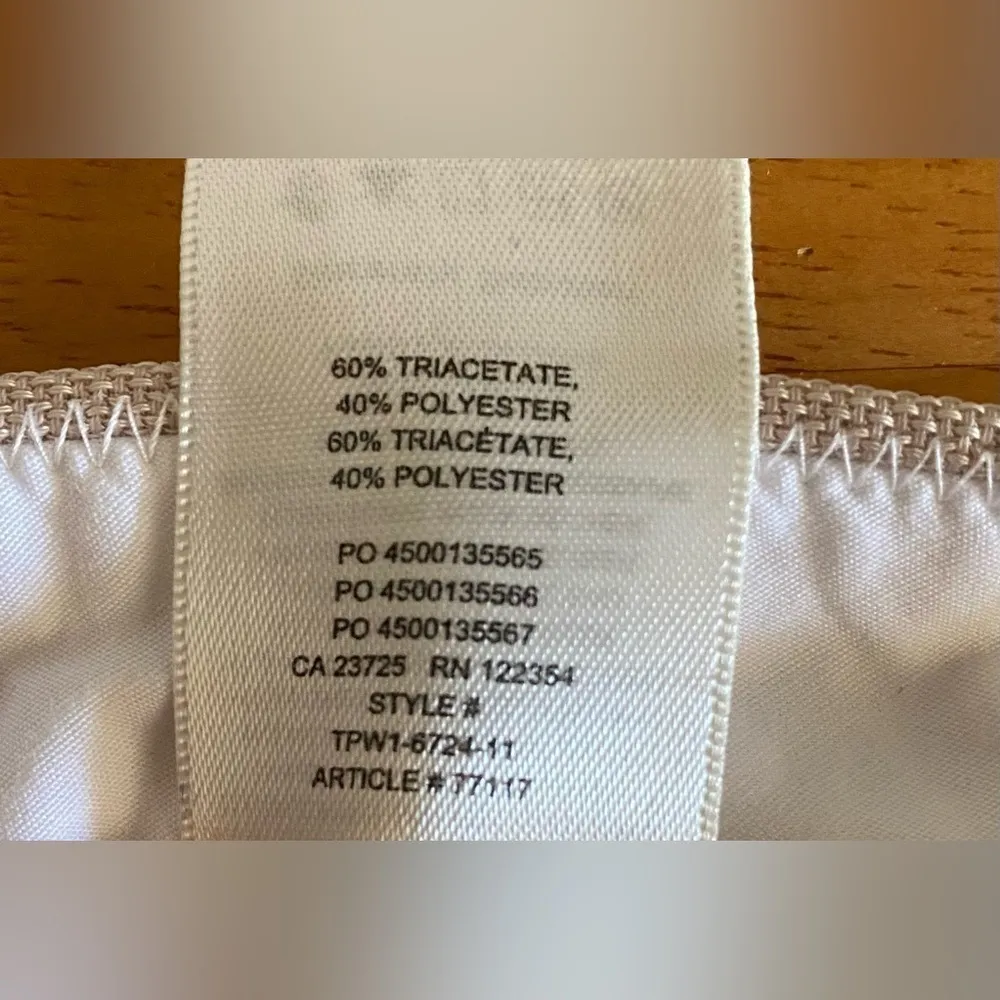 60% TRIACETATE,
40% POLYESTER
60% TRIACÉTATE,
40% POLYESTER
PO 4500135565
PO 4500135566
PO 4500135567
CA 23725 RN 122354
STYLE #
TPW1-6724-11
ARTICLE # 77117